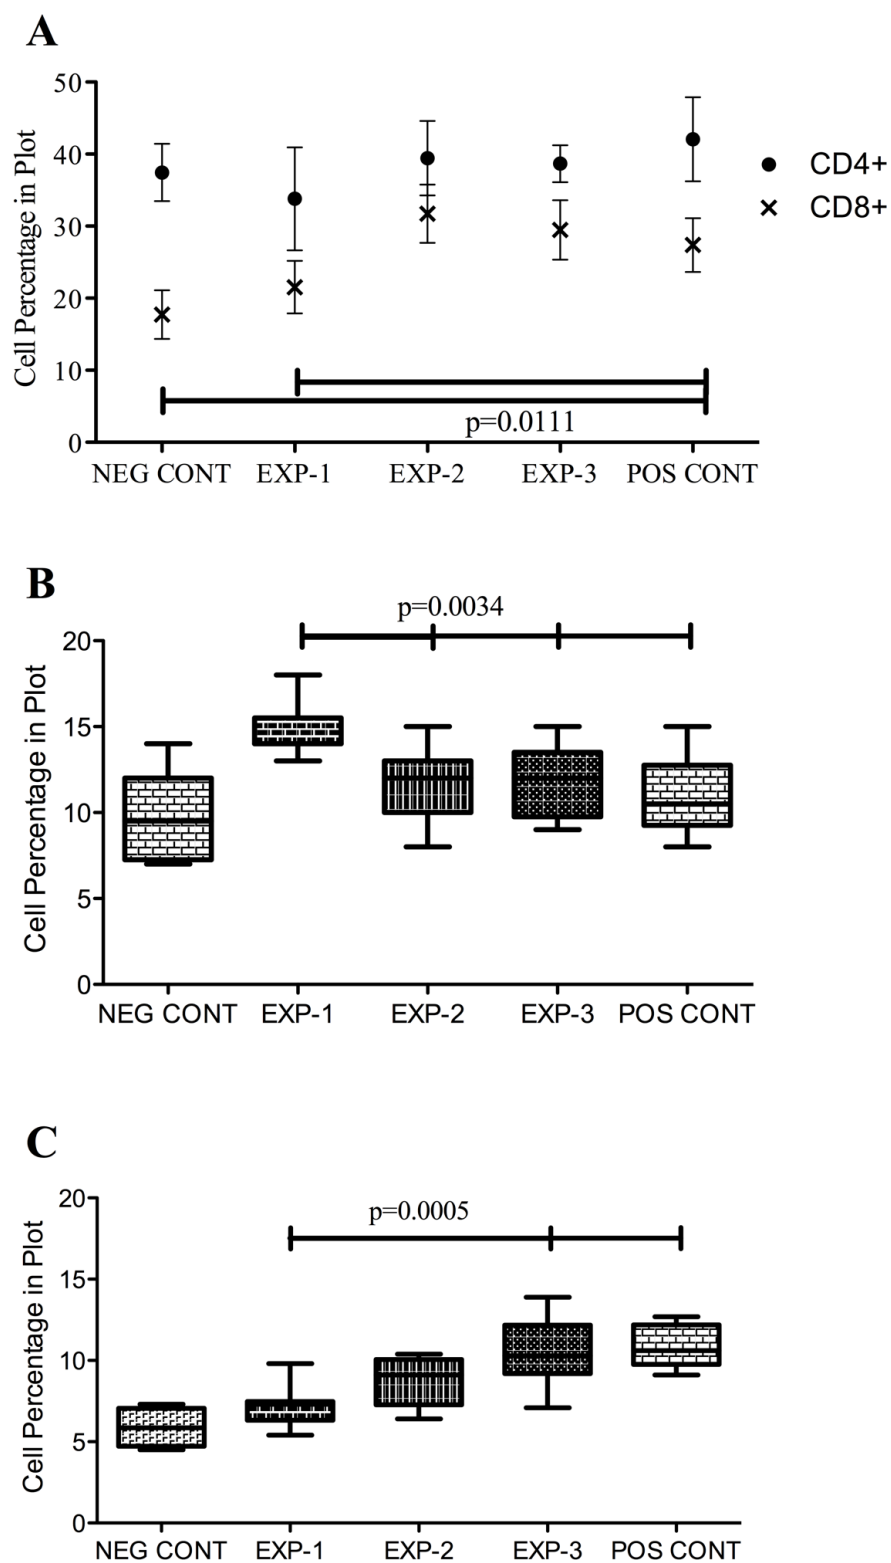 A
50
40
30
20
10
0
Cell Percentage in Plot
CD4+
CD8+
p=0.0111
NEG CONT EXP-1 EXP-2 EXP-3 POS CONT
B
p=0.0034
20
15
10
5
0
Cell Percentage in Plot
NEG CONT EXP-1 EXP-2 EXP-3 POS CONT
C
p=0.0005
20
15
10
5
0
Cell Percentage in Plot
NEG CONT EXP-1 EXP-2 EXP-3 POS CONT